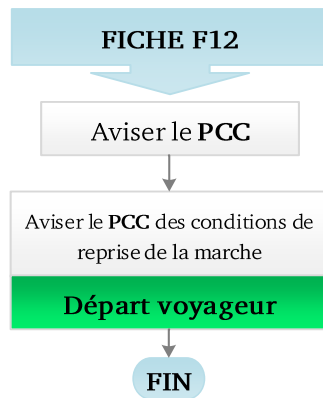 FICHE F12
Aviser le PCC
Aviser le PCC des conditions de
reprise de la marche
Départ voyageur
FIN